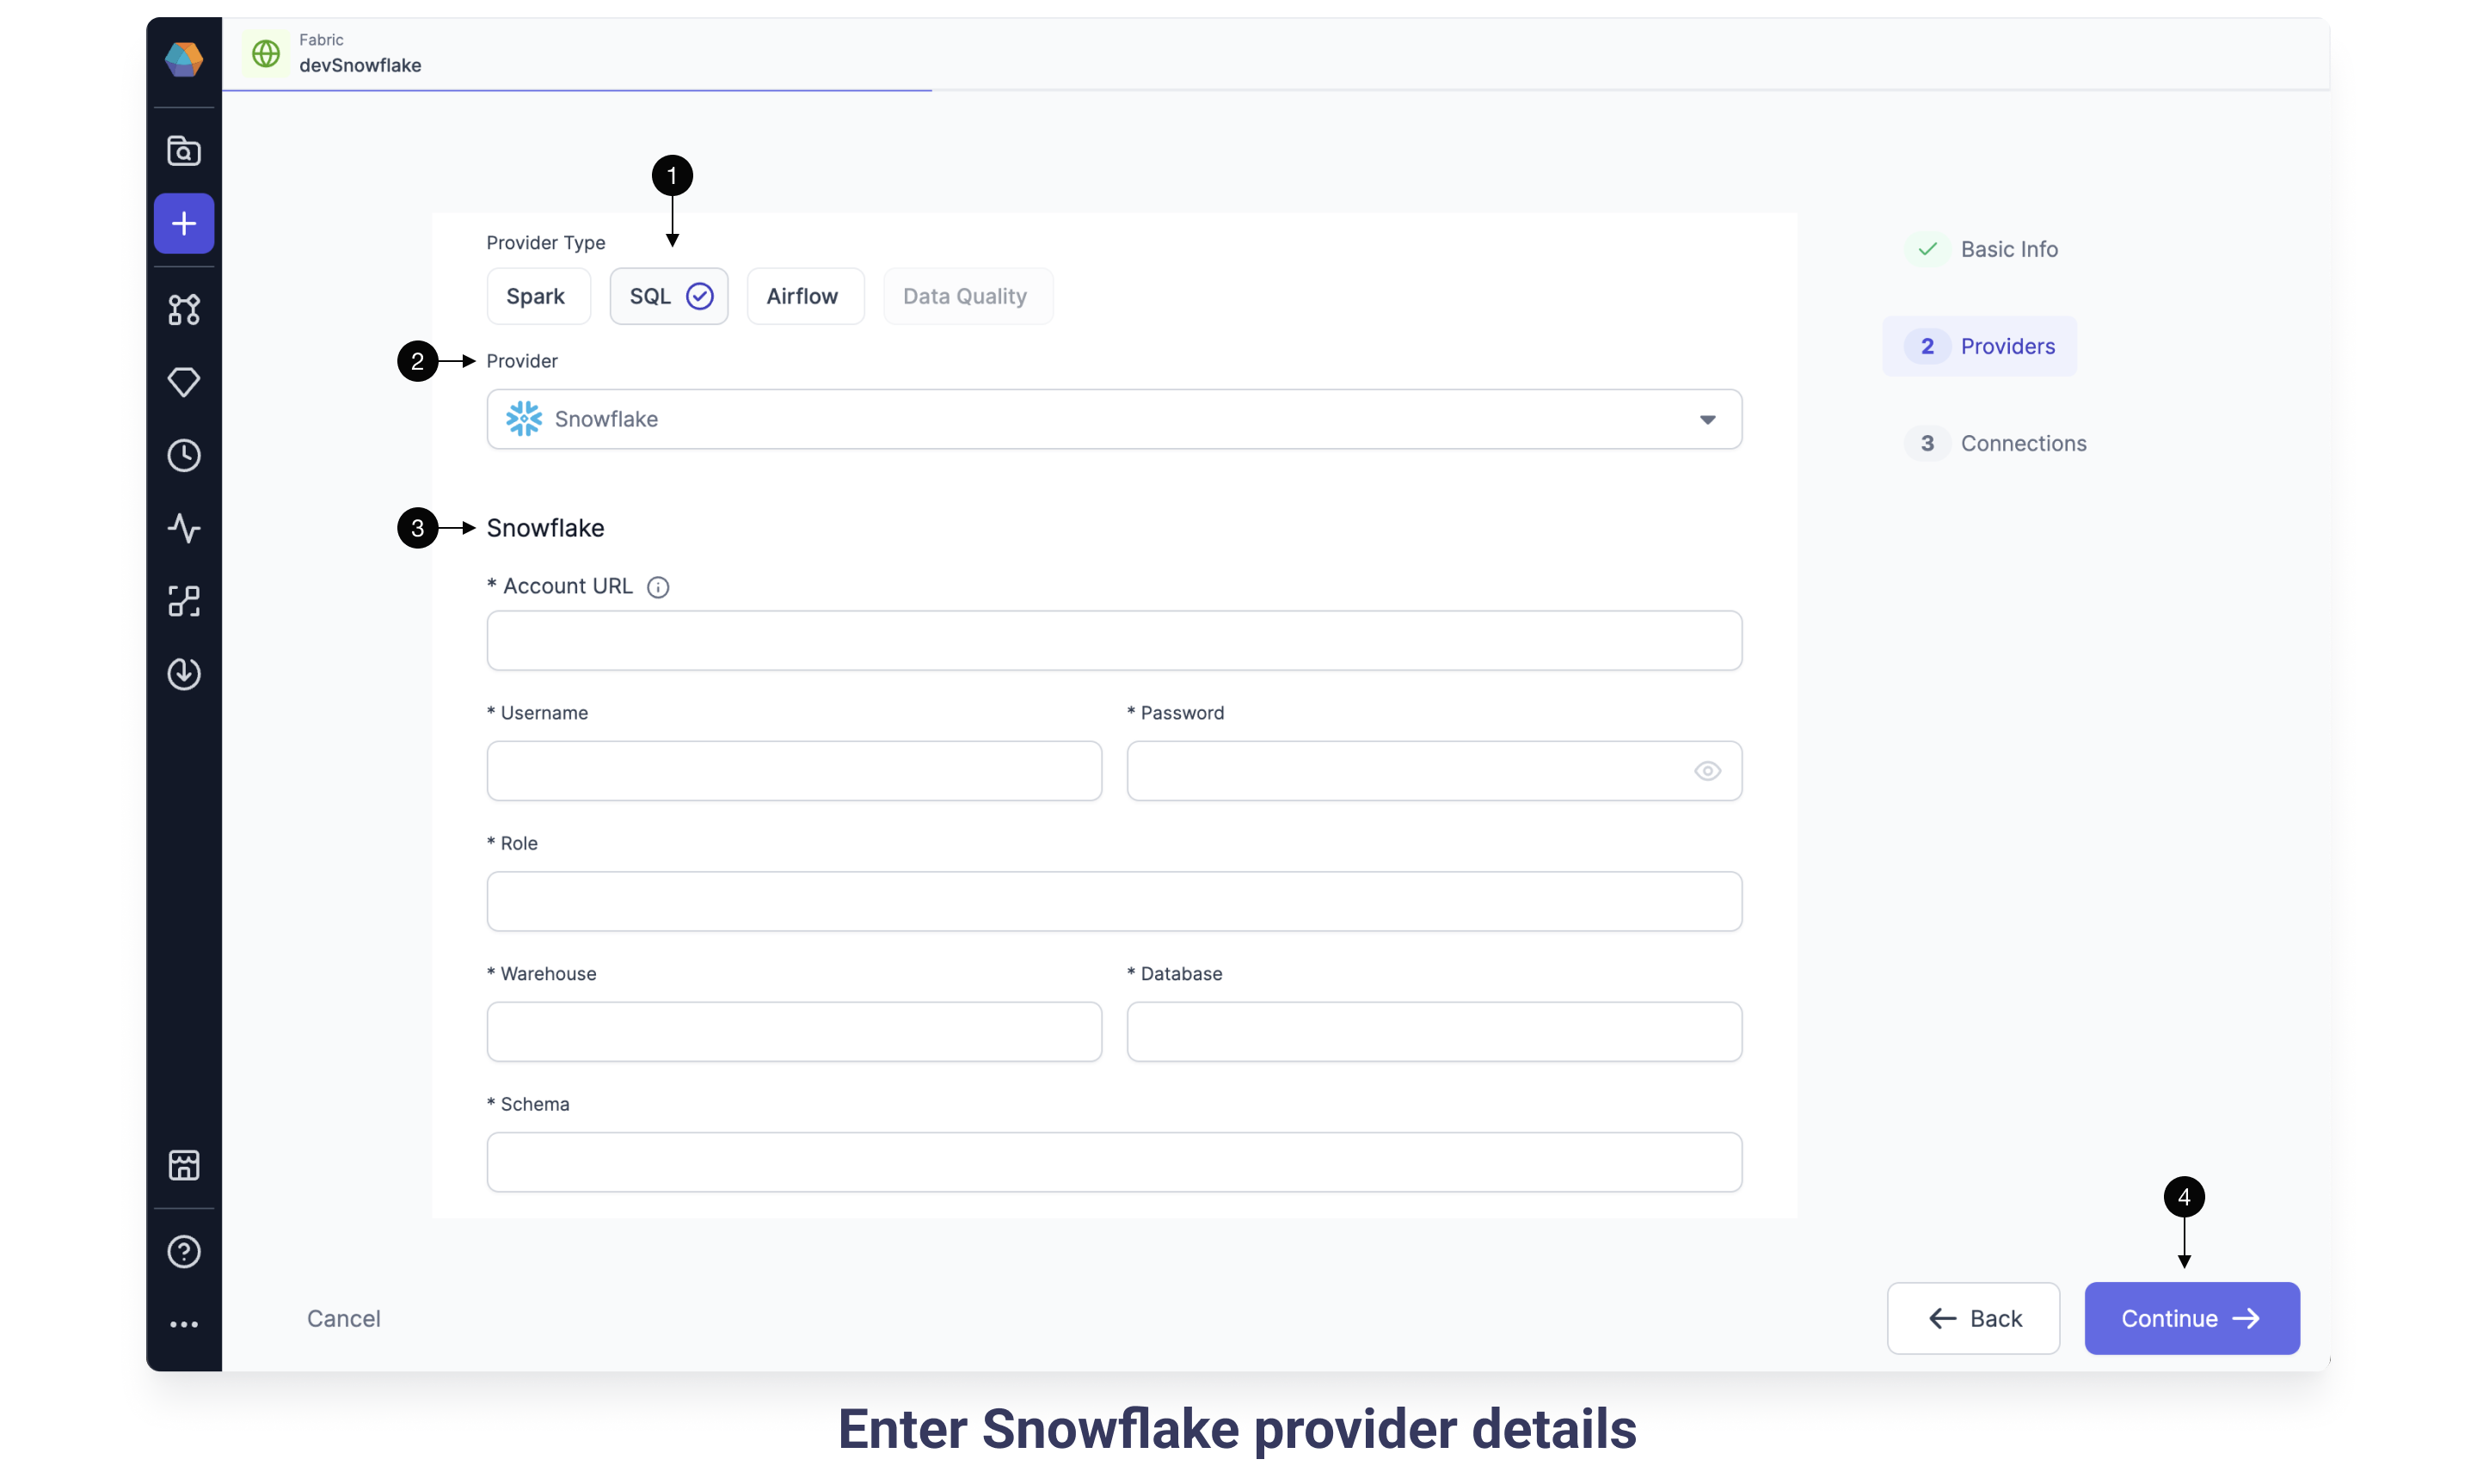 Fabric
devSnowflake
1
Provider Type
Spark
SQL
Airflow
Data Quality
2
Provider
Snowflake
3
Snowflake
* Account URL
* Username
* Password
* Role
* Warehouse
* Database
* Schema
Basic Info
2 Providers
3 Connections
4
Cancel
Back
Continue
Enter Snowflake provider details